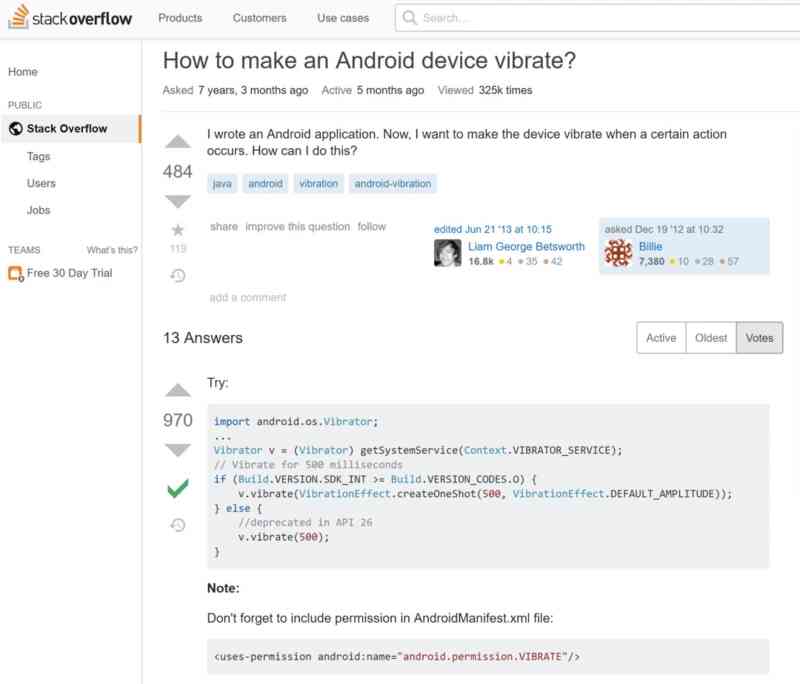 stackoverflow Products Customers Use cases Search...
Home
PUBLIC
Stack Overflow
Tags
Users
Jobs
TEAMS What's this?
Free 30 Day Trial
How to make an Android device vibrate?
Asked 7 years, 3 months ago Active 5 months ago Viewed 325k times
484
119
I wrote an Android application. Now, I want to make the device vibrate when a certain action
occurs. How can I do this?
java android vibration android-vibration
share improve this question follow
edited Jun 21 '13 at 10:15
Liam George Betsworth
16.8k 4 35 42
asked Dec 19 '12 at 10:32
Billie
7,380 10 28 57
add a comment
13 Answers
Active Oldest Votes
970
Try:
import android.os.Vibrator;
...
Vibrator v = (Vibrator) getSystemService(Context.VIBRATOR_SERVICE);
// Vibrate for 500 milliseconds
if (Build.VERSION.SDK_INT >= Build.VERSION_CODES.O) {
    v.vibrate(VibrationEffect.createOneShot(500, VibrationEffect.DEFAULT_AMPLITUDE));
} else {
    //deprecated in API 26
    v.vibrate(500);
}
Note:
Don't forget to include permission in AndroidManifest.xml file:
<uses-permission android:name="android.permission.VIBRATE"/>